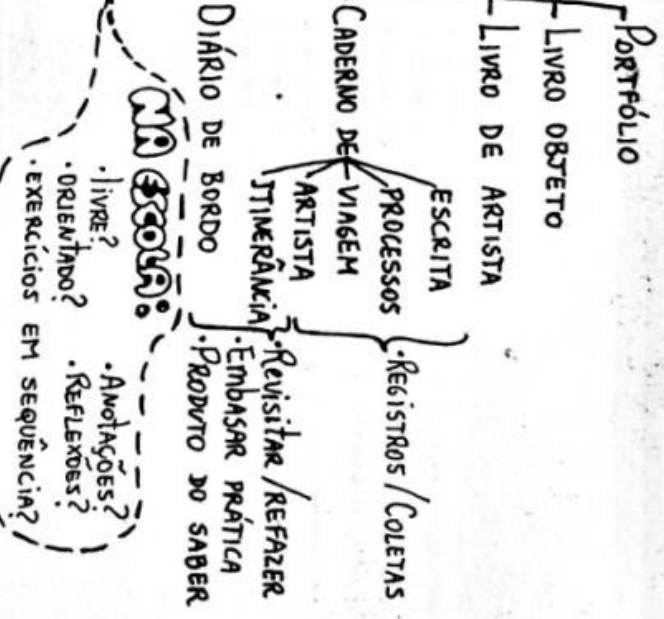 PORTFÓLIO
LIVRO OBJETO
LIVRO DE ARTISTA
CADERNO DE
ESCRITA
PROCESSOS
VIAGEM
ARTISTA
ITINERÂNCIA
• REGISTROS / COLETAS
DIÁRIO DE BORDO
• Revisitar / REFAZER
• EmbASAR PRÁTICA
• PRODUTO DO SABER
NA ESCOLA:
• LIVRE?
• ORIENTADO?
• EXERCÍCIOS EM SEQUÊNCIA?
• ANOTAÇÕES?
• REFLEXÕES?